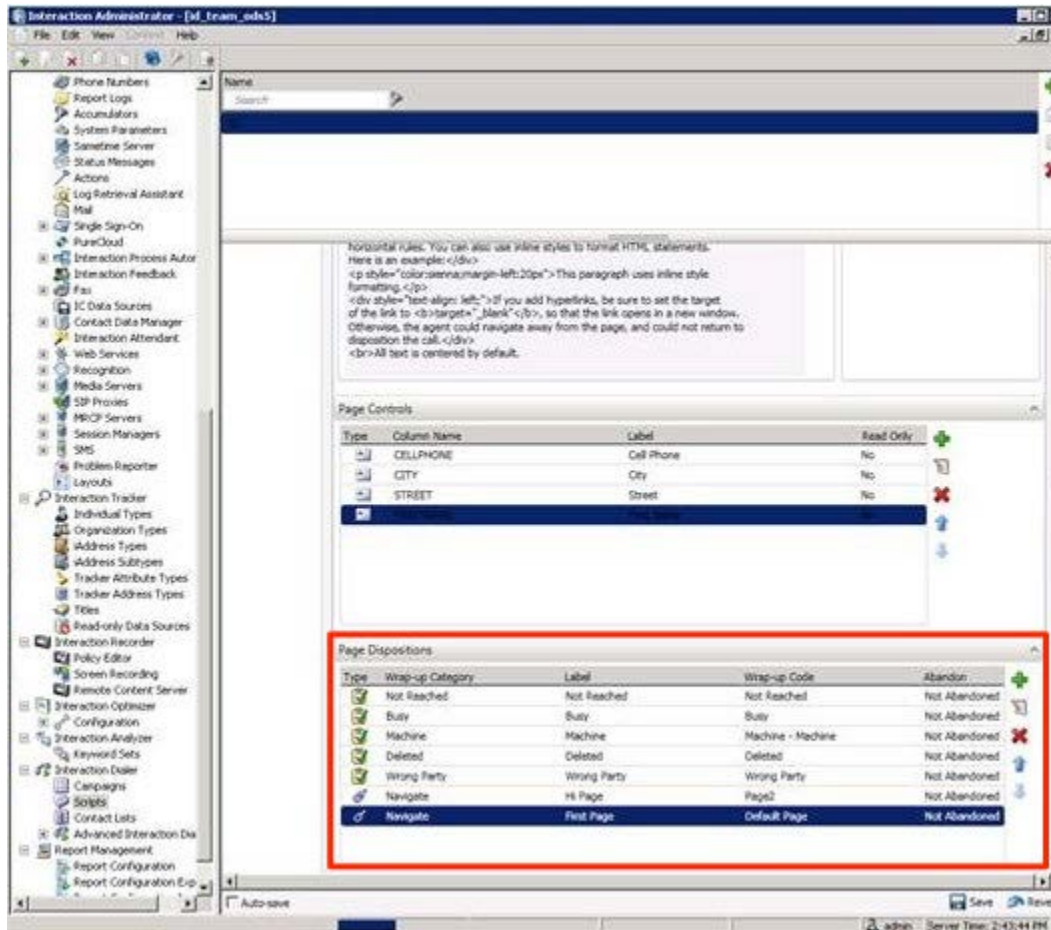 Interaction Administrator - [id_team_ods5]
File Edit View Context Help
Phone Numbers
Report Logs
Accumulators
System Parameters
Sametime Server
Status Messages
Actions
Log Retrieval Assistant
Mail
Single Sign-On
PureCloud
Interaction Process Autor
Interaction Feedback
Fax
IC Data Sources
Contact Data Manager
Interaction Attendant
Web Services
Recognition
Media Servers
SIP Proxies
MRCP Servers
Session Managers
SMS
Problem Reporter
Layouts
Interaction Tracker
Individual Types
Organization Types
iAddress Types
iAddress Subtypes
Tracker Attribute Types
Tracker Address Types
Titles
Read-only Data Sources
Interaction Recorder
Policy Editor
Screen Recording
Remote Content Server
Interaction Optimizer
Configuration
Interaction Analyzer
Keyword Sets
Interaction Dialer
Campaigns
Scripts
Contact Lists
Advanced Interaction Dia
Report Management
Report Configuration
Report Configuration Exp
Name
Search
horizontal rules. You can also use inline styles to format HTML statements.
Here is an example:</div>
<p style="color:sienna;margin-left:20px">This paragraph uses inline style
formatting.</p>
<div style="text-align: left;">If you add hyperlinks, be sure to set the target
of the link to <b>target="_blank"</b>, so that the link opens in a new window.
Otherwise, the agent could navigate away from the page, and could not return to
disposition the call.</div>
<br>All text is centered by default.
Page Controls
Type Column Name Label Read Only
CELLPHONE Cell Phone No
CITY City No
STREET Street No
Page Dispositions
Type Wrap-up Category Label Wrap-up Code Abandon
Not Reached Not Reached Not Reached Not Abandoned
Busy Busy Busy Not Abandoned
Machine Machine Machine - Machine Not Abandoned
Deleted Deleted Deleted Not Abandoned
Wrong Party Wrong Party Wrong Party Not Abandoned
Navigate Hi Page Page2 Not Abandoned
Navigate First Page Default Page Not Abandoned
Auto-save
Save Reve
admin Server Time: 2:43:44 PM